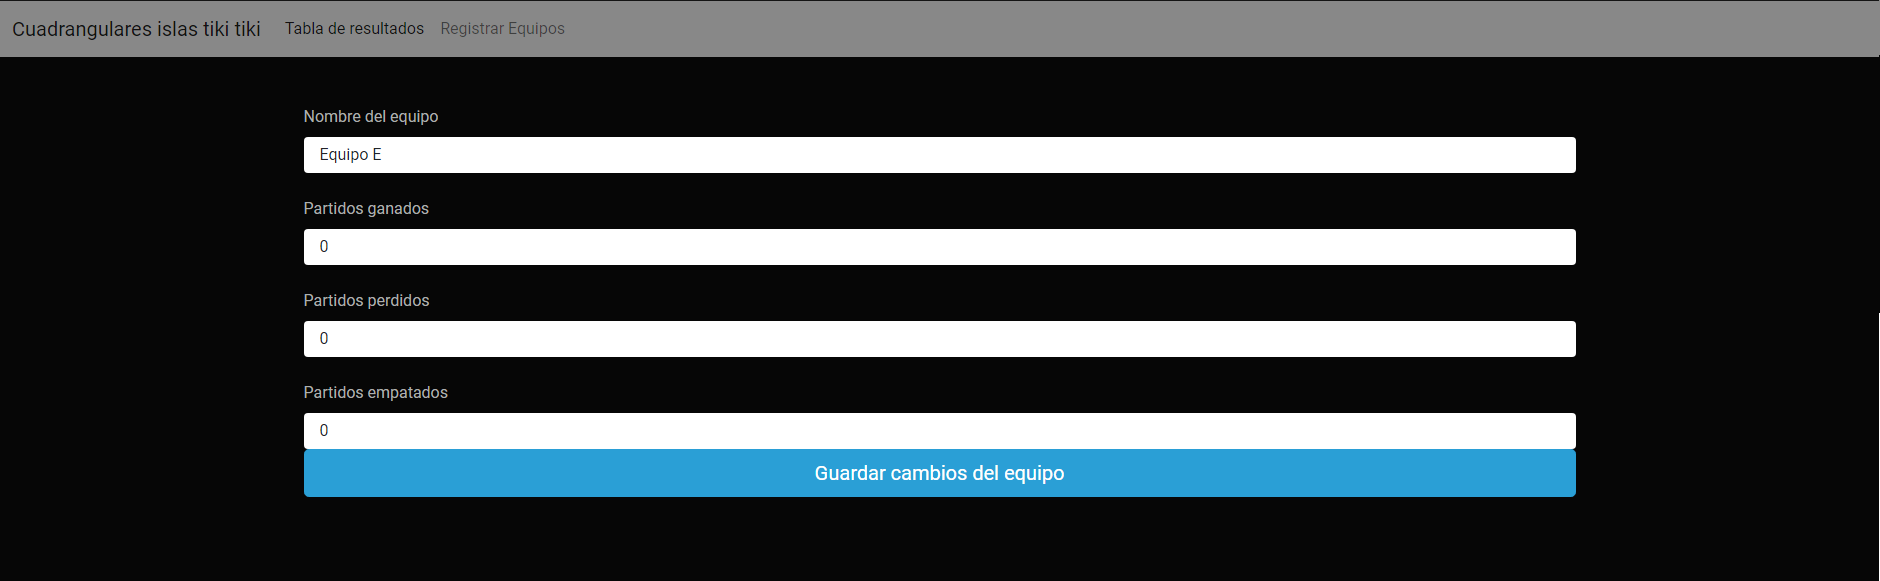 Cuadrangulares islas tiki tiki Tabla de resultados Registrar Equipos
Nombre del equipo
Equipo E
Partidos ganados
0
Partidos perdidos
0
Partidos empatados
0
Guardar cambios del equipo